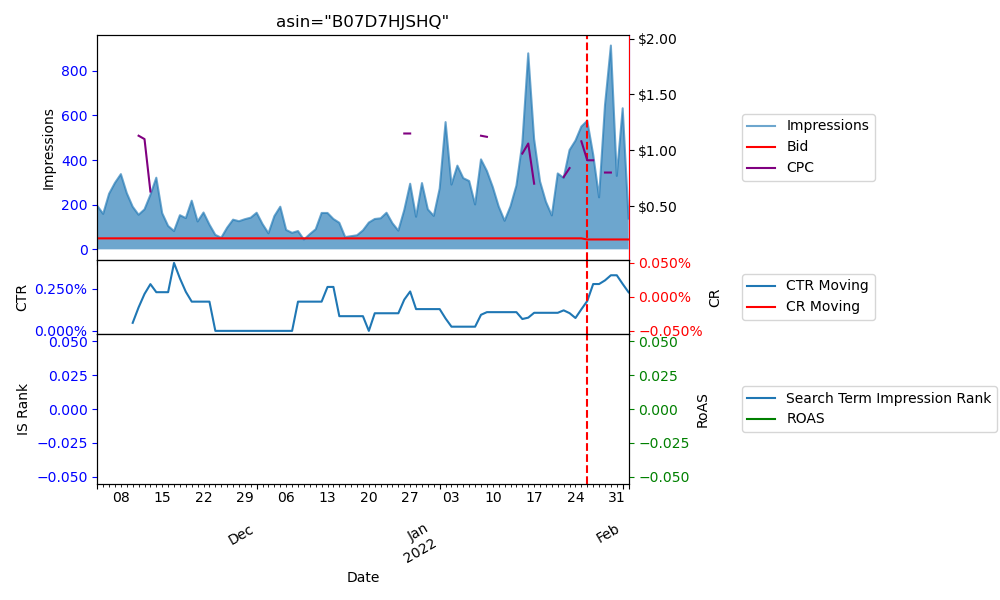 asin="B07D7HJSHQ"
Impressions
800
600
400
200
0
$2.00
$1.50
$1.00
$0.50
Impressions
Bid
CPC
CTR
0.250%
0.000%
0.050%
0.000%
−0.050%
CR
CTR Moving
CR Moving
IS Rank
0.050
0.025
0.000
−0.025
−0.050
0.050
0.025
0.000
−0.025
−0.050
RoAS
Search Term Impression Rank
ROAS
08 15 22 29 06 13 20 27 03 10 17 24 31
Dec Jan Feb
2022
Date